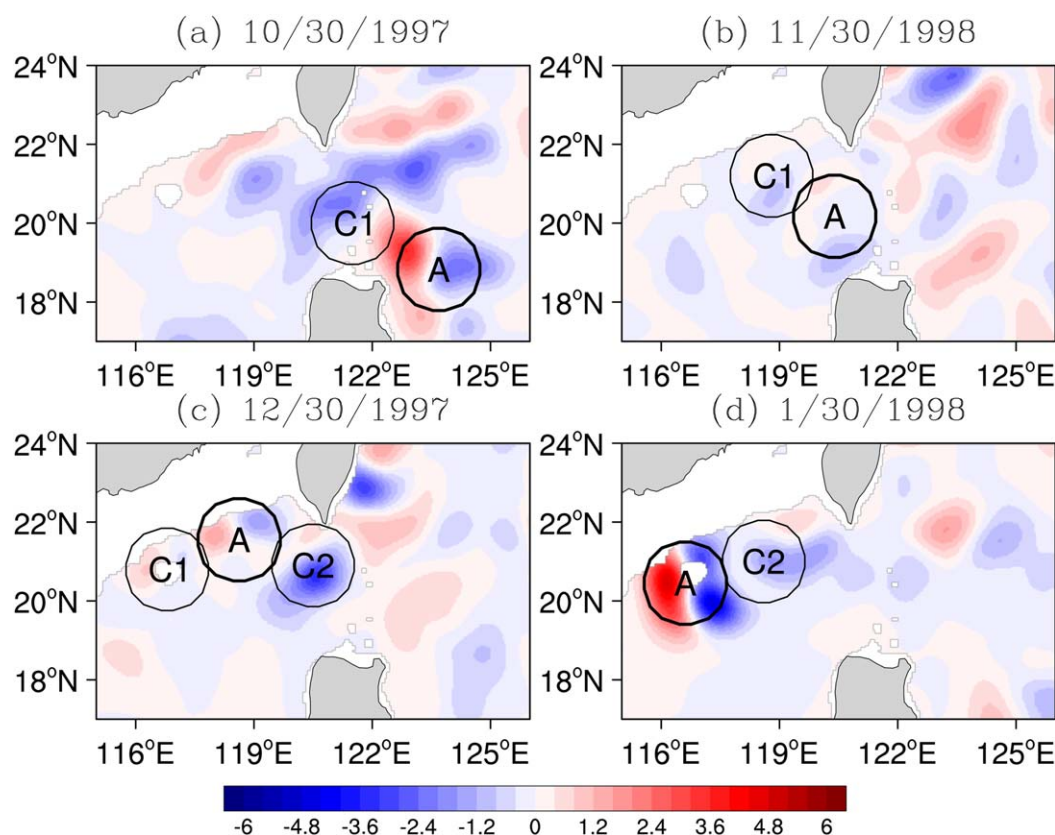 (a) 10/30/1997 (b) 11/30/1998
24°N 24°N
22°N C1 22°N C1
20°N A 20°N A
18°N 18°N
116°E 119°E 122°E 125°E 116°E 119°E 122°E 125°E
(c) 12/30/1997 (d) 1/30/1998
24°N 24°N
22°N A 22°N
C1 C2 A C2
20°N 20°N
18°N 18°N
116°E 119°E 122°E 125°E 116°E 119°E 122°E 125°E
-6 -4.8 -3.6 -2.4 -1.2 0 1.2 2.4 3.6 4.8 6